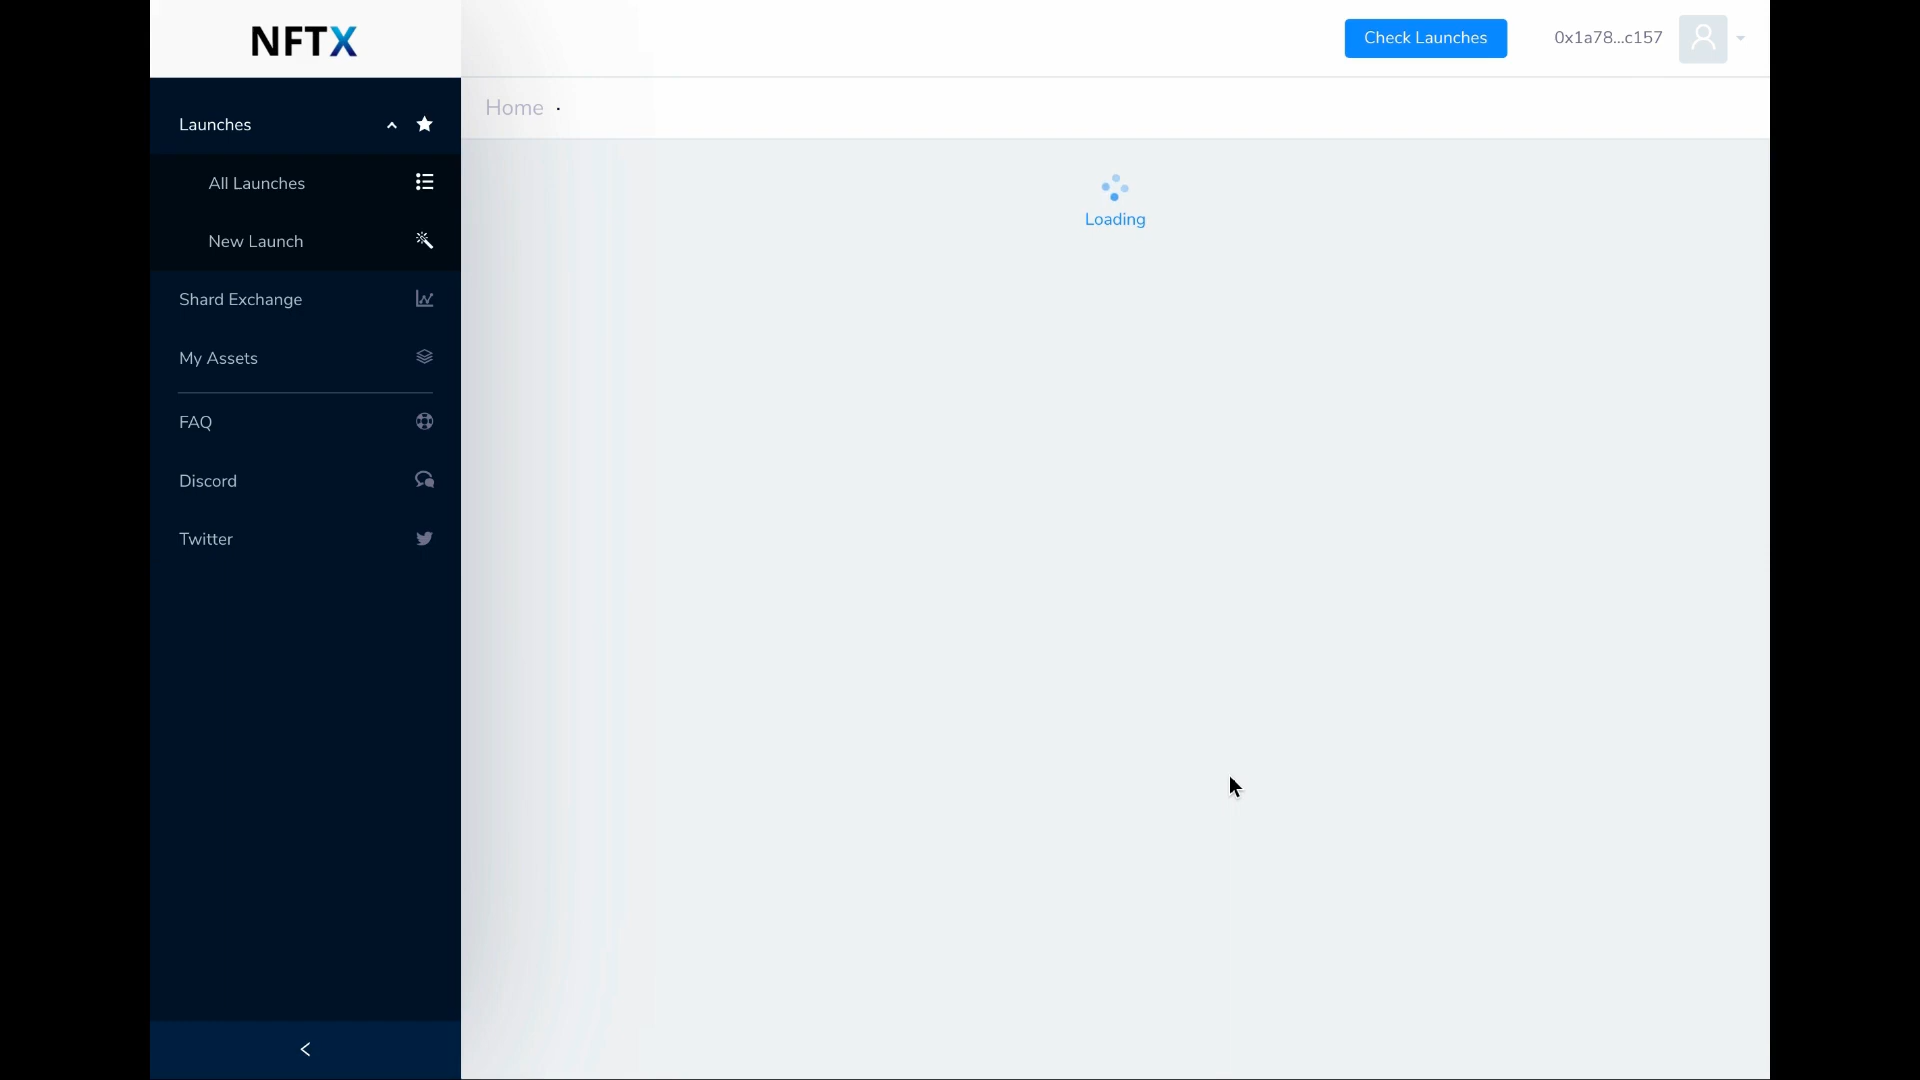 NFTX
Check Launches
0x1a78...c157
Home ·
Launches
All Launches
New Launch
Shard Exchange
My Assets
FAQ
Discord
Twitter
Loading